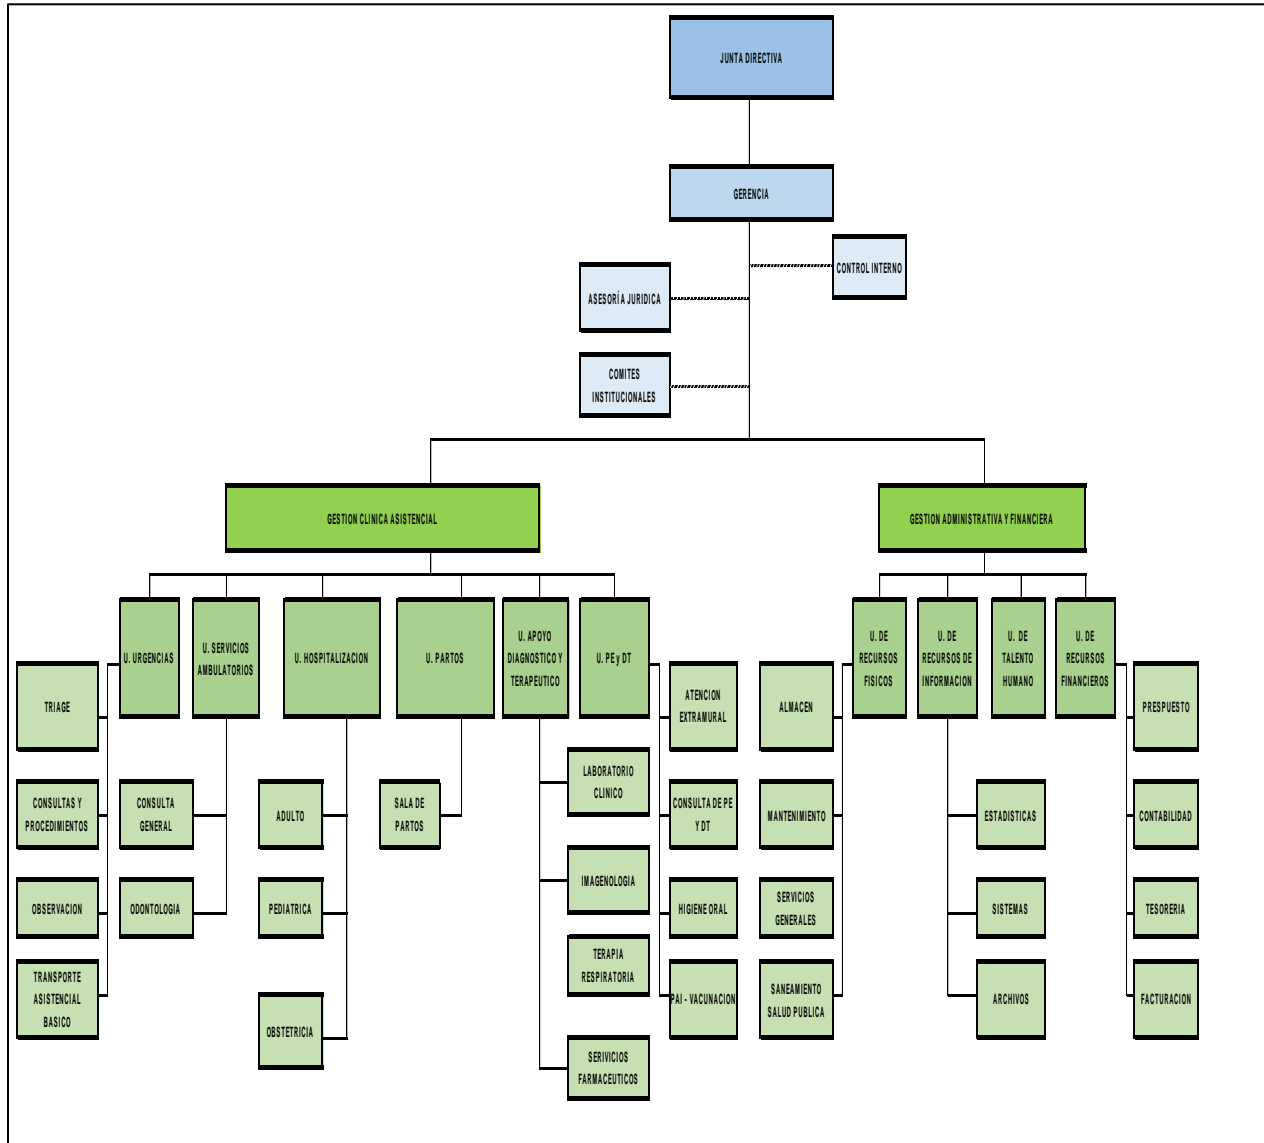 JUNTA DIRECTIVA
GERENCIA
CONTROL INTERNO
ASESORÍA JURIDICA
COMITES
INSTITUCIONALES
GESTION CLINICA ASISTENCIAL
GESTION ADMINISTRATIVA Y FINANCIERA
U. URGENCIAS
U. SERVICIOS
AMBULATORIOS
U. HOSPITALIZACION
U. PARTOS
U. APOYO
DIAGNOSTICO Y
TERAPEUTICO
U. PE y DT
U. DE
RECURSOS
FISICOS
U. DE
RECURSOS DE
INFORMACION
U. DE
TALENTO
HUMANO
U. DE
RECURSOS
FINANCIEROS
TRIAGE
ATENCION
EXTRAMURAL
ALMACEN
PRESPUESTO
LABORATORIO
CLINICO
CONSULTAS Y
PROCEDIMIENTOS
CONSULTA
GENERAL
ADULTO
SALA DE
PARTOS
CONSULTA DE PE
Y DT
MANTENIMIENTO
ESTADISTICAS
CONTABILIDAD
IMAGENOLOGIA
OBSERVACION
ODONTOLOGIA
PEDIATRICA
HIGIENE ORAL
SERVICIOS
GENERALES
SISTEMAS
TESORERIA
TERAPIA
RESPIRATORIA
TRANSPORTE
ASISTENCIAL
BASICO
OBSTETRICIA
PAI - VACUNACION
SANEAMIENTO
SALUD PUBLICA
ARCHIVOS
FACTURACION
SERIVICIOS
FARMACEUTICOS